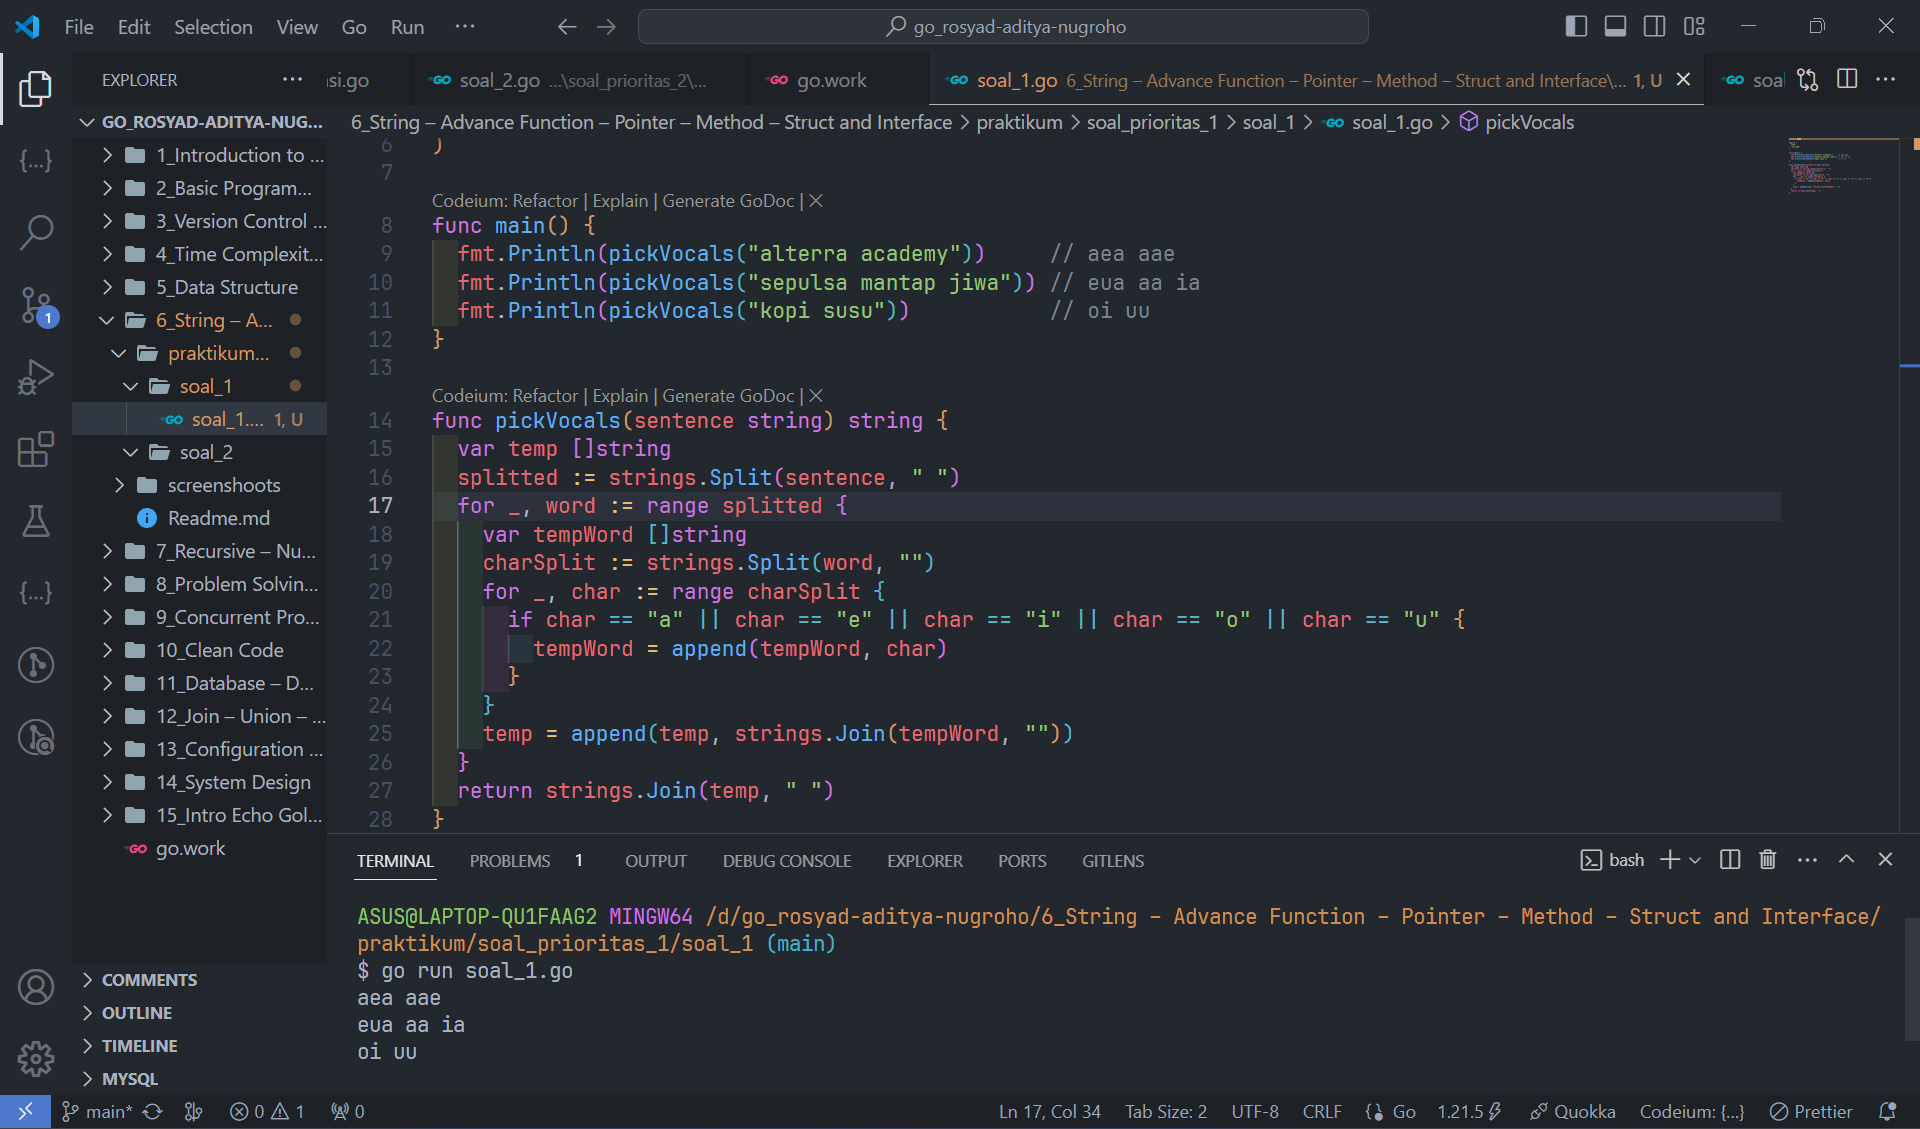 File Edit Selection View Go Run ··· go_rosyad-aditya-nugroho
EXPLORER ···
si.go
soal_2.go ...\soal_prioritas_2\...
go.work
soal_1.go 6_String – Advance Function – Pointer – Method – Struct and Interface\... 1, U
soal
GO_ROSYAD-ADITYA-NUG...
1_Introduction to ...
2_Basic Program...
3_Version Control ...
4_Time Complexit...
5_Data Structure
6_String – A...
praktikum...
soal_1
soal_1.... 1, U
soal_2
screenshoots
Readme.md
7_Recursive – Nu...
8_Problem Solvin...
9_Concurrent Pro...
10_Clean Code
11_Database – D...
12_Join – Union – ...
13_Configuration ...
14_System Design
15_Intro Echo Gol...
go.work
COMMENTS
OUTLINE
TIMELINE
MYSQL
6_String – Advance Function – Pointer – Method – Struct and Interface > praktikum > soal_prioritas_1 > soal_1 > soal_1.go > pickVocals
6 )
7
Codeium: Refactor | Explain | Generate GoDoc | ×
8 func main() {
9 fmt.Println(pickVocals("alterra academy")) // aea aae
10 fmt.Println(pickVocals("sepulsa mantap jiwa")) // eua aa ia
11 fmt.Println(pickVocals("kopi susu")) // oi uu
12 }
13
Codeium: Refactor | Explain | Generate GoDoc | ×
14 func pickVocals(sentence string) string {
15 var temp []string
16 splitted := strings.Split(sentence, " ")
17 for _, word := range splitted {
18 var tempWord []string
19 charSplit := strings.Split(word, "")
20 for _, char := range charSplit {
21 if char == "a" || char == "e" || char == "i" || char == "o" || char == "u" {
22 tempWord = append(tempWord, char)
23 }
24 }
25 temp = append(temp, strings.Join(tempWord, ""))
26 }
27 return strings.Join(temp, " ")
28 }
TERMINAL PROBLEMS 1 OUTPUT DEBUG CONSOLE EXPLORER PORTS GITLENS bash
ASUS@LAPTOP-QU1FAAG2 MINGW64 /d/go_rosyad-aditya-nugroho/6_String – Advance Function – Pointer – Method – Struct and Interface/
praktikum/soal_prioritas_1/soal_1 (main)
$ go run soal_1.go
aea aae
eua aa ia
oi uu
main* 0 1 0 Ln 17, Col 34 Tab Size: 2 UTF-8 CRLF Go 1.21.5 Quokka Codeium: {...} Prettier